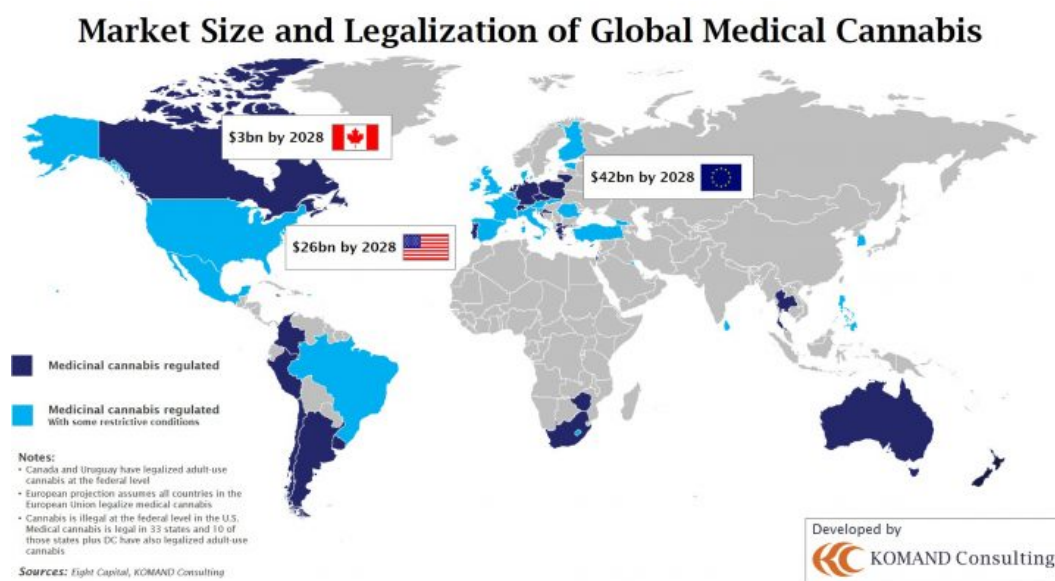 Market Size and Legalization of Global Medical Cannabis
$3bn by 2028
$42bn by 2028
$26bn by 2028
Medicinal cannabis regulated
Medicinal cannabis regulated
With some restrictive conditions
Notes:
• Canada and Uruguay have legalized adult-use
cannabis at the federal level
• European projection assumes all countries in the
European Union legalize medical cannabis
• Cannabis is illegal at the federal level in the U.S.
Medical cannabis is legal in 33 states and 10 of
those states plus DC have also legalized adult-use
cannabis
Sources: Eight Capital, KOMAND Consulting
Developed by
KOMAND Consulting